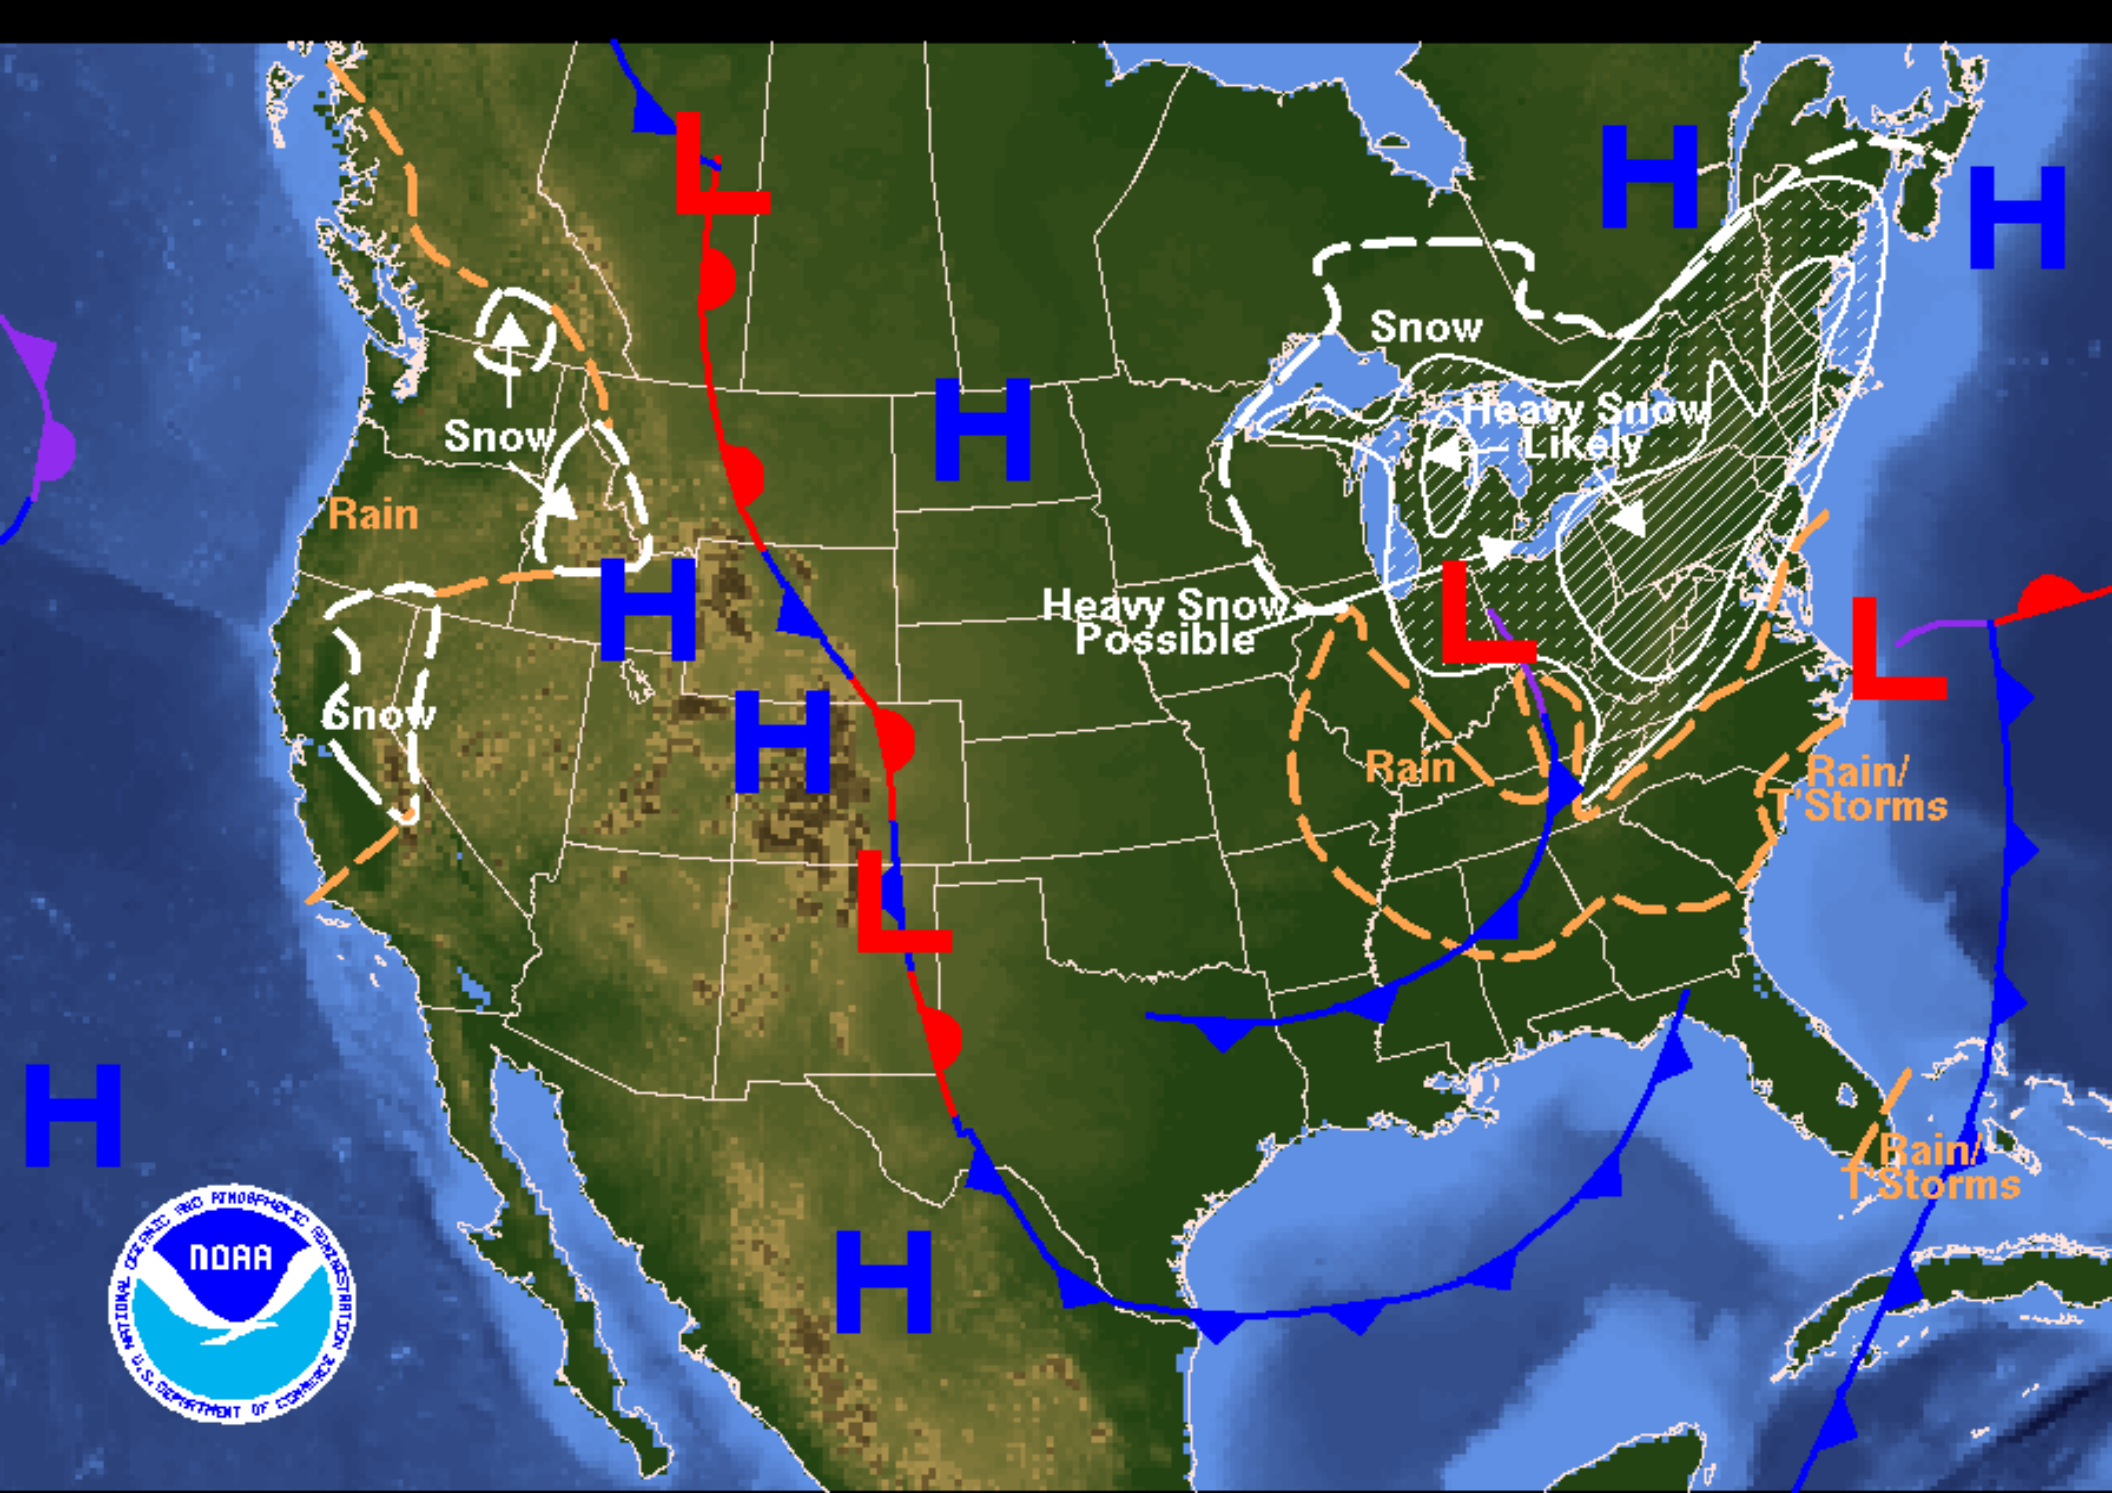 L
H
H
Snow
H
Heavy Snow
Likely
Snow
Rain
H
L
Heavy Snow
Possible
L
H
Snow
Rain
Rain/
T'Storms
L
H
Rain/
T'Storms
H
NATIONAL OCEANIC AND ATMOSPHERIC ADMINISTRATION
NOAA
U.S. DEPARTMENT OF COMMERCE